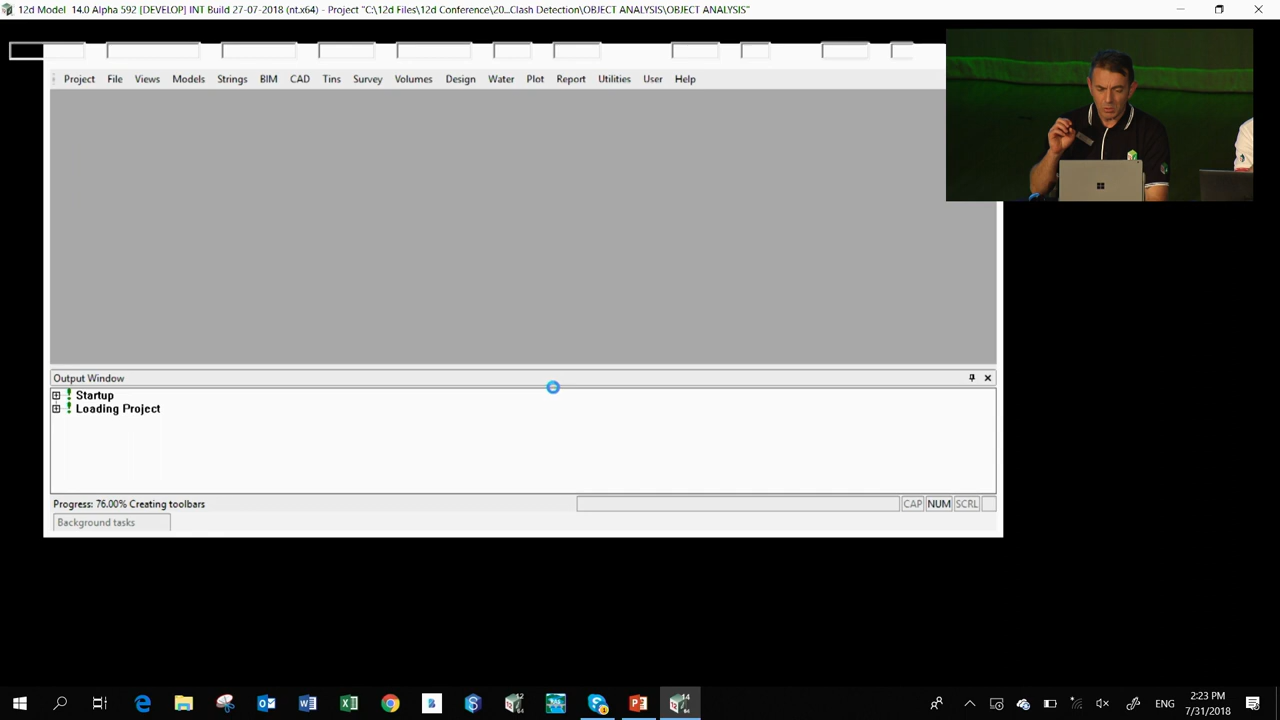 12d Model 14.0 Alpha 592 [DEVELOP] INT Build 27-07-2018 (nt.x64) - Project "C:\12d Files\12d Conference\20...Clash Detection\OBJECT ANALYSIS\OBJECT ANALYSIS"
Project File Views Models Strings BIM CAD Tins Survey Volumes Design Water Plot Report Utilities User Help
Output Window
Startup
Loading Project
Progress: 76.00% Creating toolbars
CAP NUM SCRL
Background tasks
ENG
2:23 PM
7/31/2018